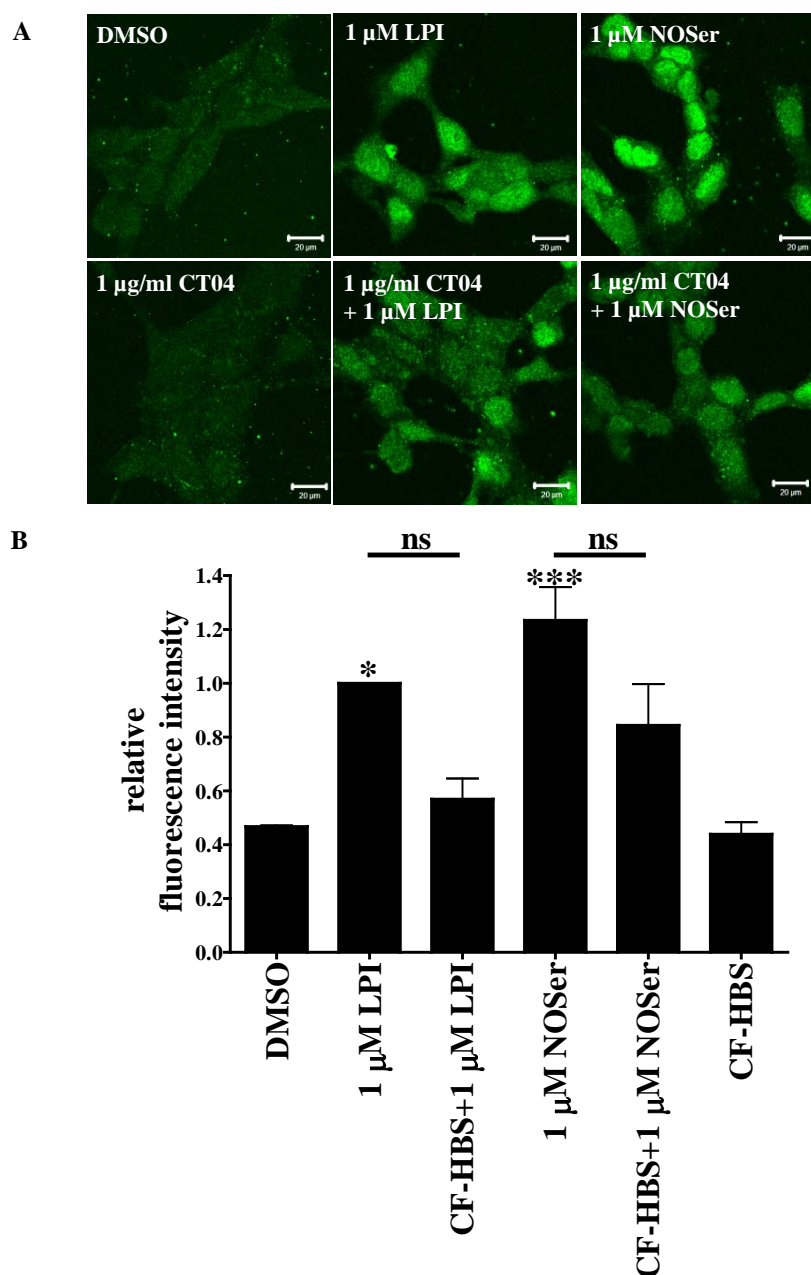 A
DMSO
1 µM LPI
1 µM NOSer
20 µm
20 µm
20 µm
1 µg/ml CT04
1 µg/ml CT04
+ 1 µM LPI
1 µg/ml CT04
+ 1 µM NOSer
20 µm
20 µm
20 µm
B
ns
ns
relative
fluorescence intensity
1.4
1.2
1.0
0.8
0.6
0.4
0.2
0.0
*
***
DMSO
1 µM LPI
CF-HBS+1 µM LPI
1 µM NOSer
CF-HBS+1 µM NOSer
CF-HBS